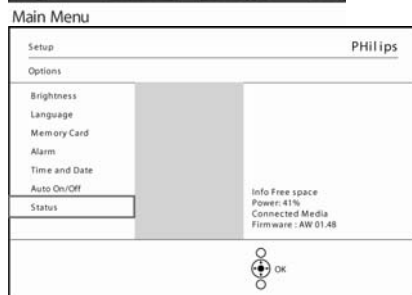 Main Menu
Setup
PHilips
Options
Brightness
Language
Memory Card
Alarm
Time and Date
Auto On/Off
Status
Info Free space
Power: 41%
Connected Media
Firmware : AW 01.48
OK